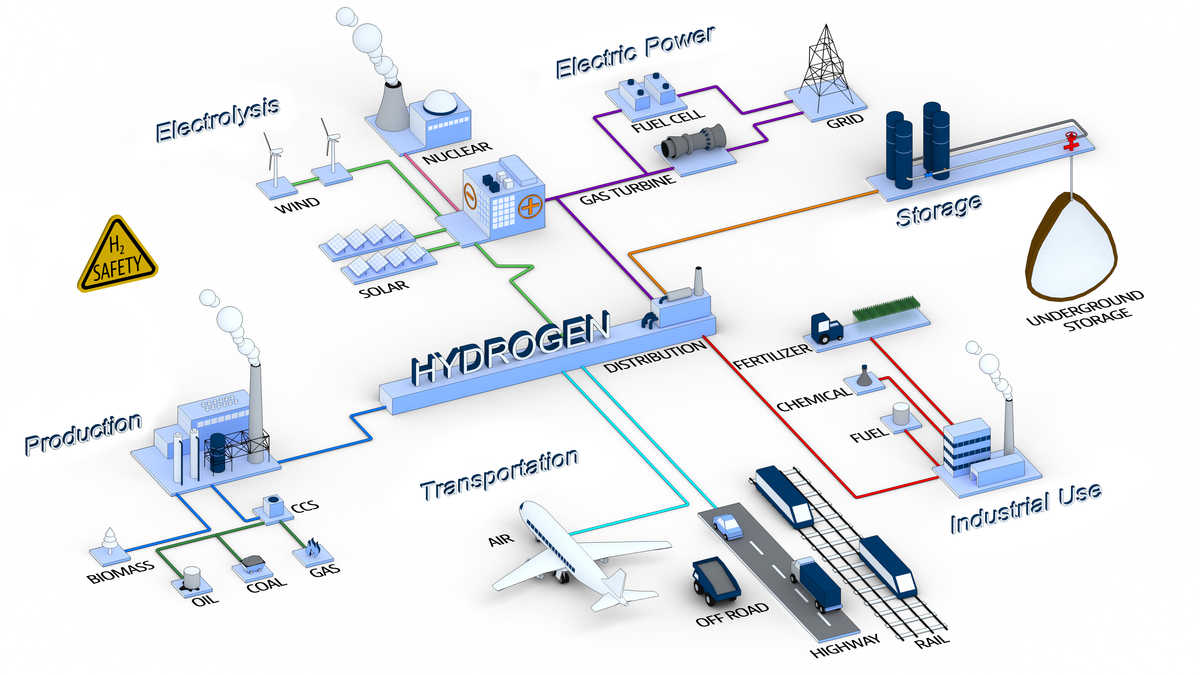 Electric Power
Electrolysis
FUEL CELL
GRID
NUCLEAR
WIND
GAS TURBINE
Storage
H₂
SAFETY
SOLAR
UNDERGROUND
STORAGE
HYDROGEN
DISTRIBUTION
FERTILIZER
CHEMICAL
FUEL
Production
Transportation
Industrial Use
CCS
AIR
BIOMASS
OIL
COAL
GAS
OFF ROAD
HIGHWAY
RAIL